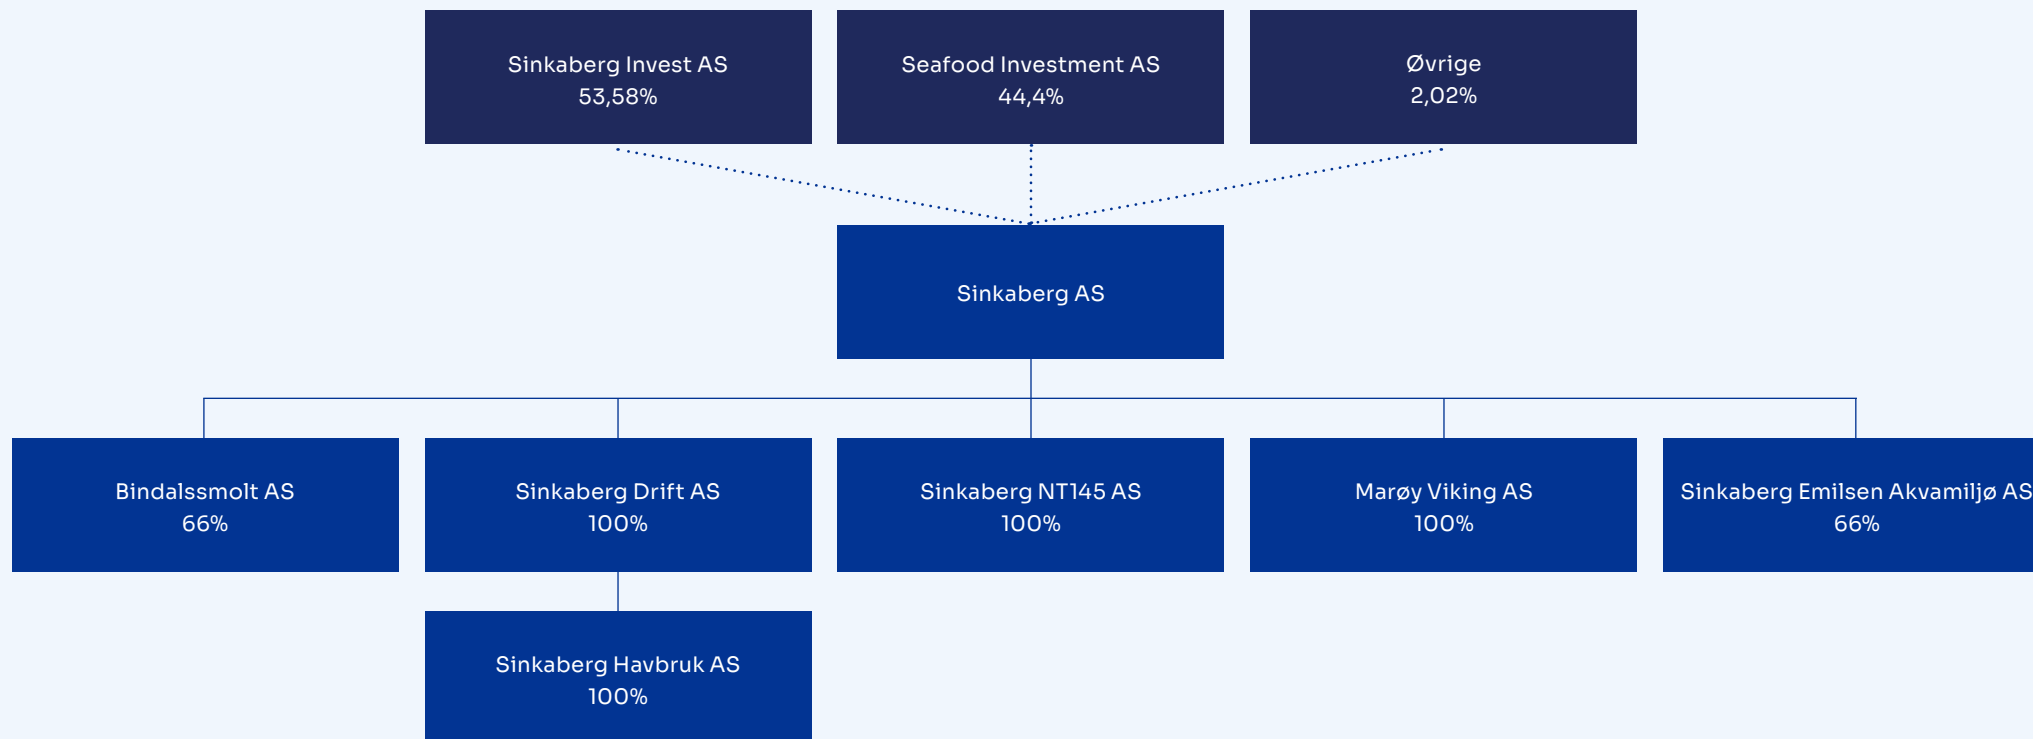 Sinkaberg Invest AS
53,58%
Seafood Investment AS
44,4%
Øvrige
2,02%
Sinkaberg AS
Bindalssmolt AS
66%
Sinkaberg Drift AS
100%
Sinkaberg NT145 AS
100%
Marøy Viking AS
100%
Sinkaberg Emilsen Akvamiljø AS
66%
Sinkaberg Havbruk AS
100%